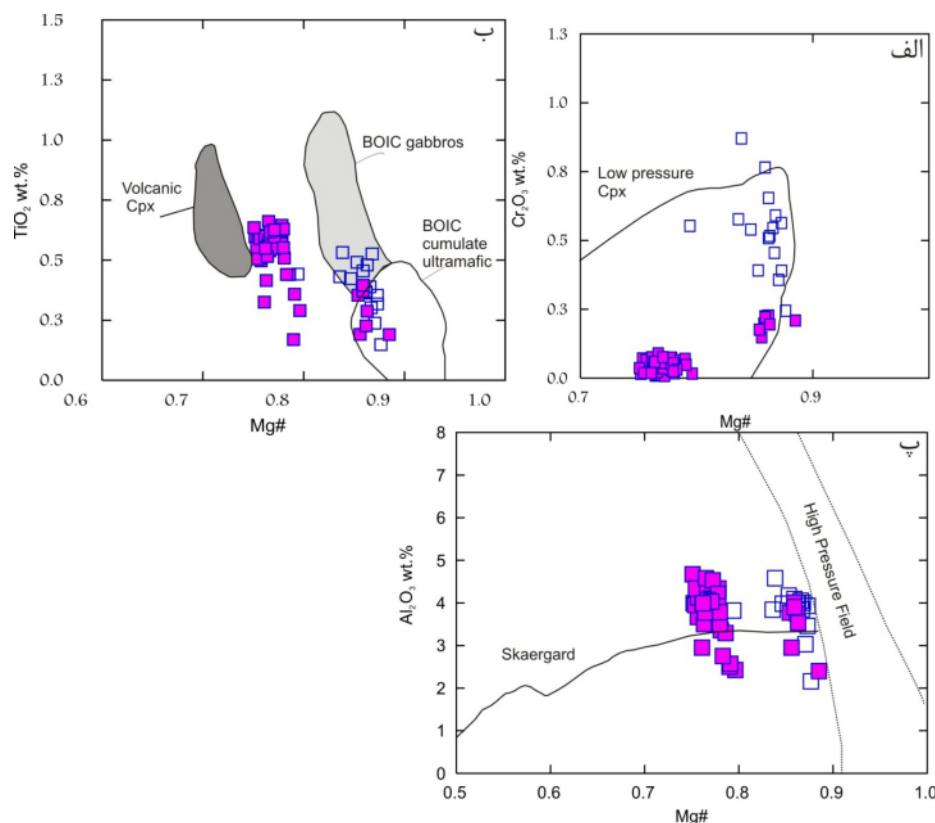 ب
TiO2 wt.%
1.5
1.3
1.0
0.8
0.5
0.3
0.0
BOIC gabbros
Volcanic
Cpx
BOIC
cumulate
ultramafic
0.6
0.7
0.8
0.9
1.0
Mg#
الف
Cr2O3 wt.%
1.3
1.0
0.8
0.5
0.3
0.0
Low pressure
Cpx
0.7
0.9
Mg#
پ
Al2O3 wt.%
8
7
6
5
4
3
2
1
0
High Pressure Field
Skaergard
0.5
0.6
0.7
0.8
0.9
1.0
Mg#